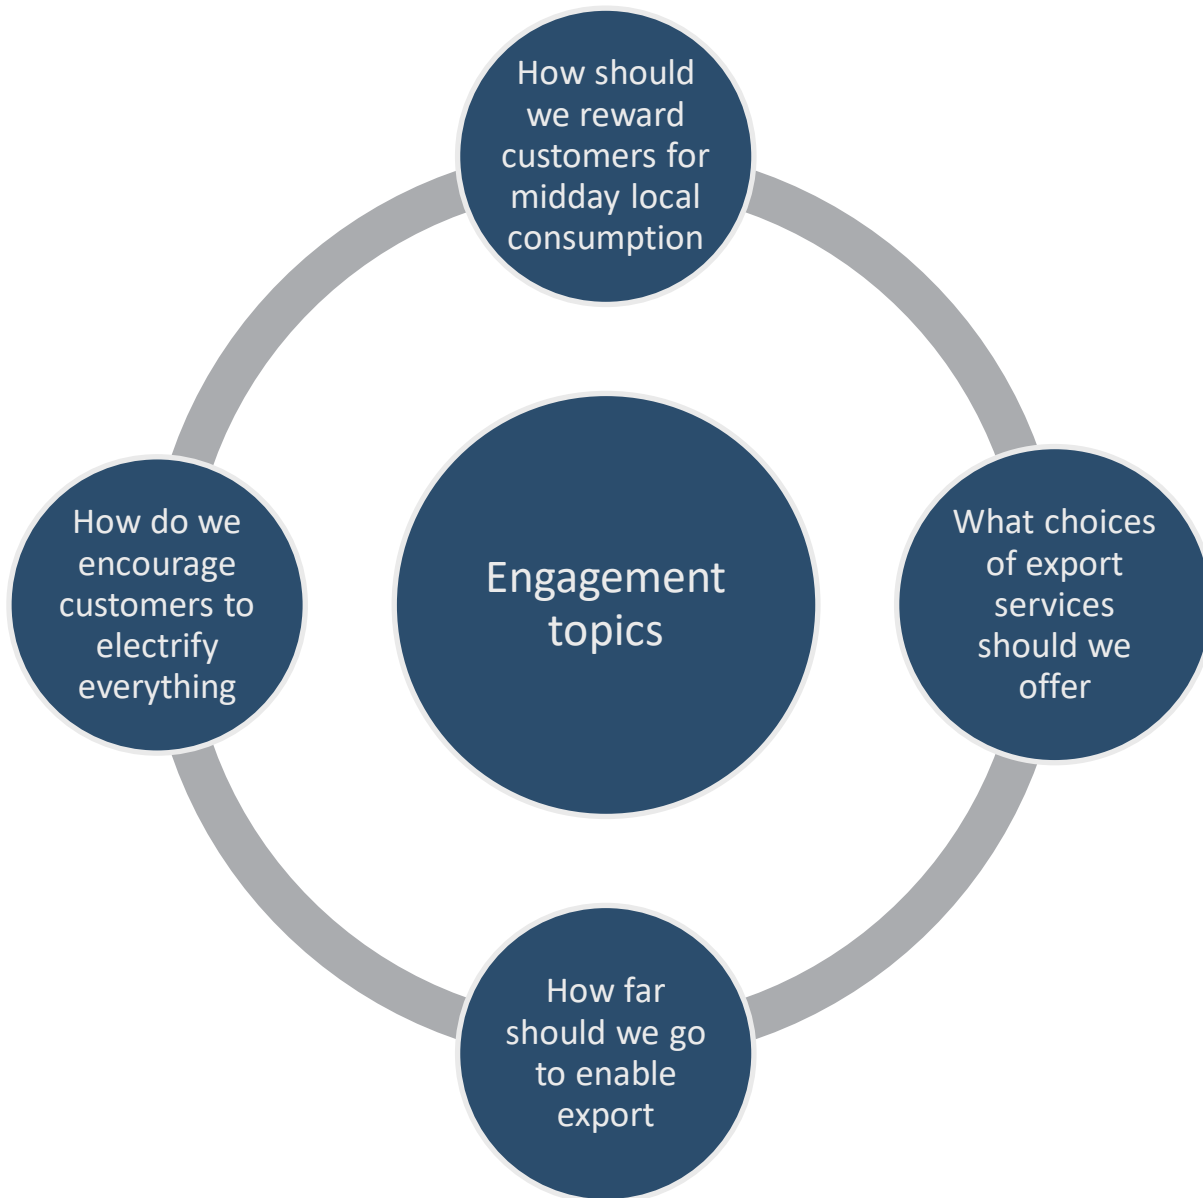 How should
we reward
customers for
midday local
consumption
How do we
encourage
customers to
electrify
everything
Engagement
topics
What choices
of export
services
should we
offer
How far
should we go
to enable
export